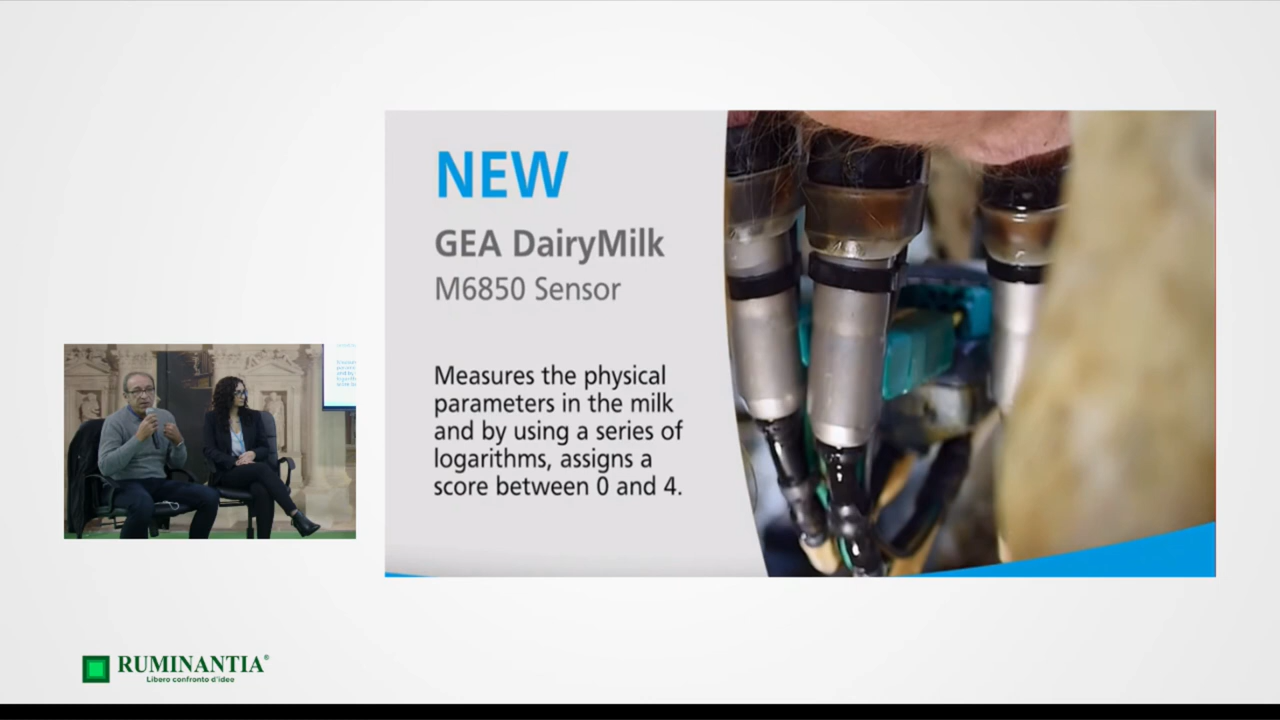 NEW
GEA DairyMilk
M6850 Sensor
Measures the physical
parameters in the milk
and by using a series of
logarithms, assigns a
score between 0 and 4.
RUMINANTIA®
Libero confronto d'idee